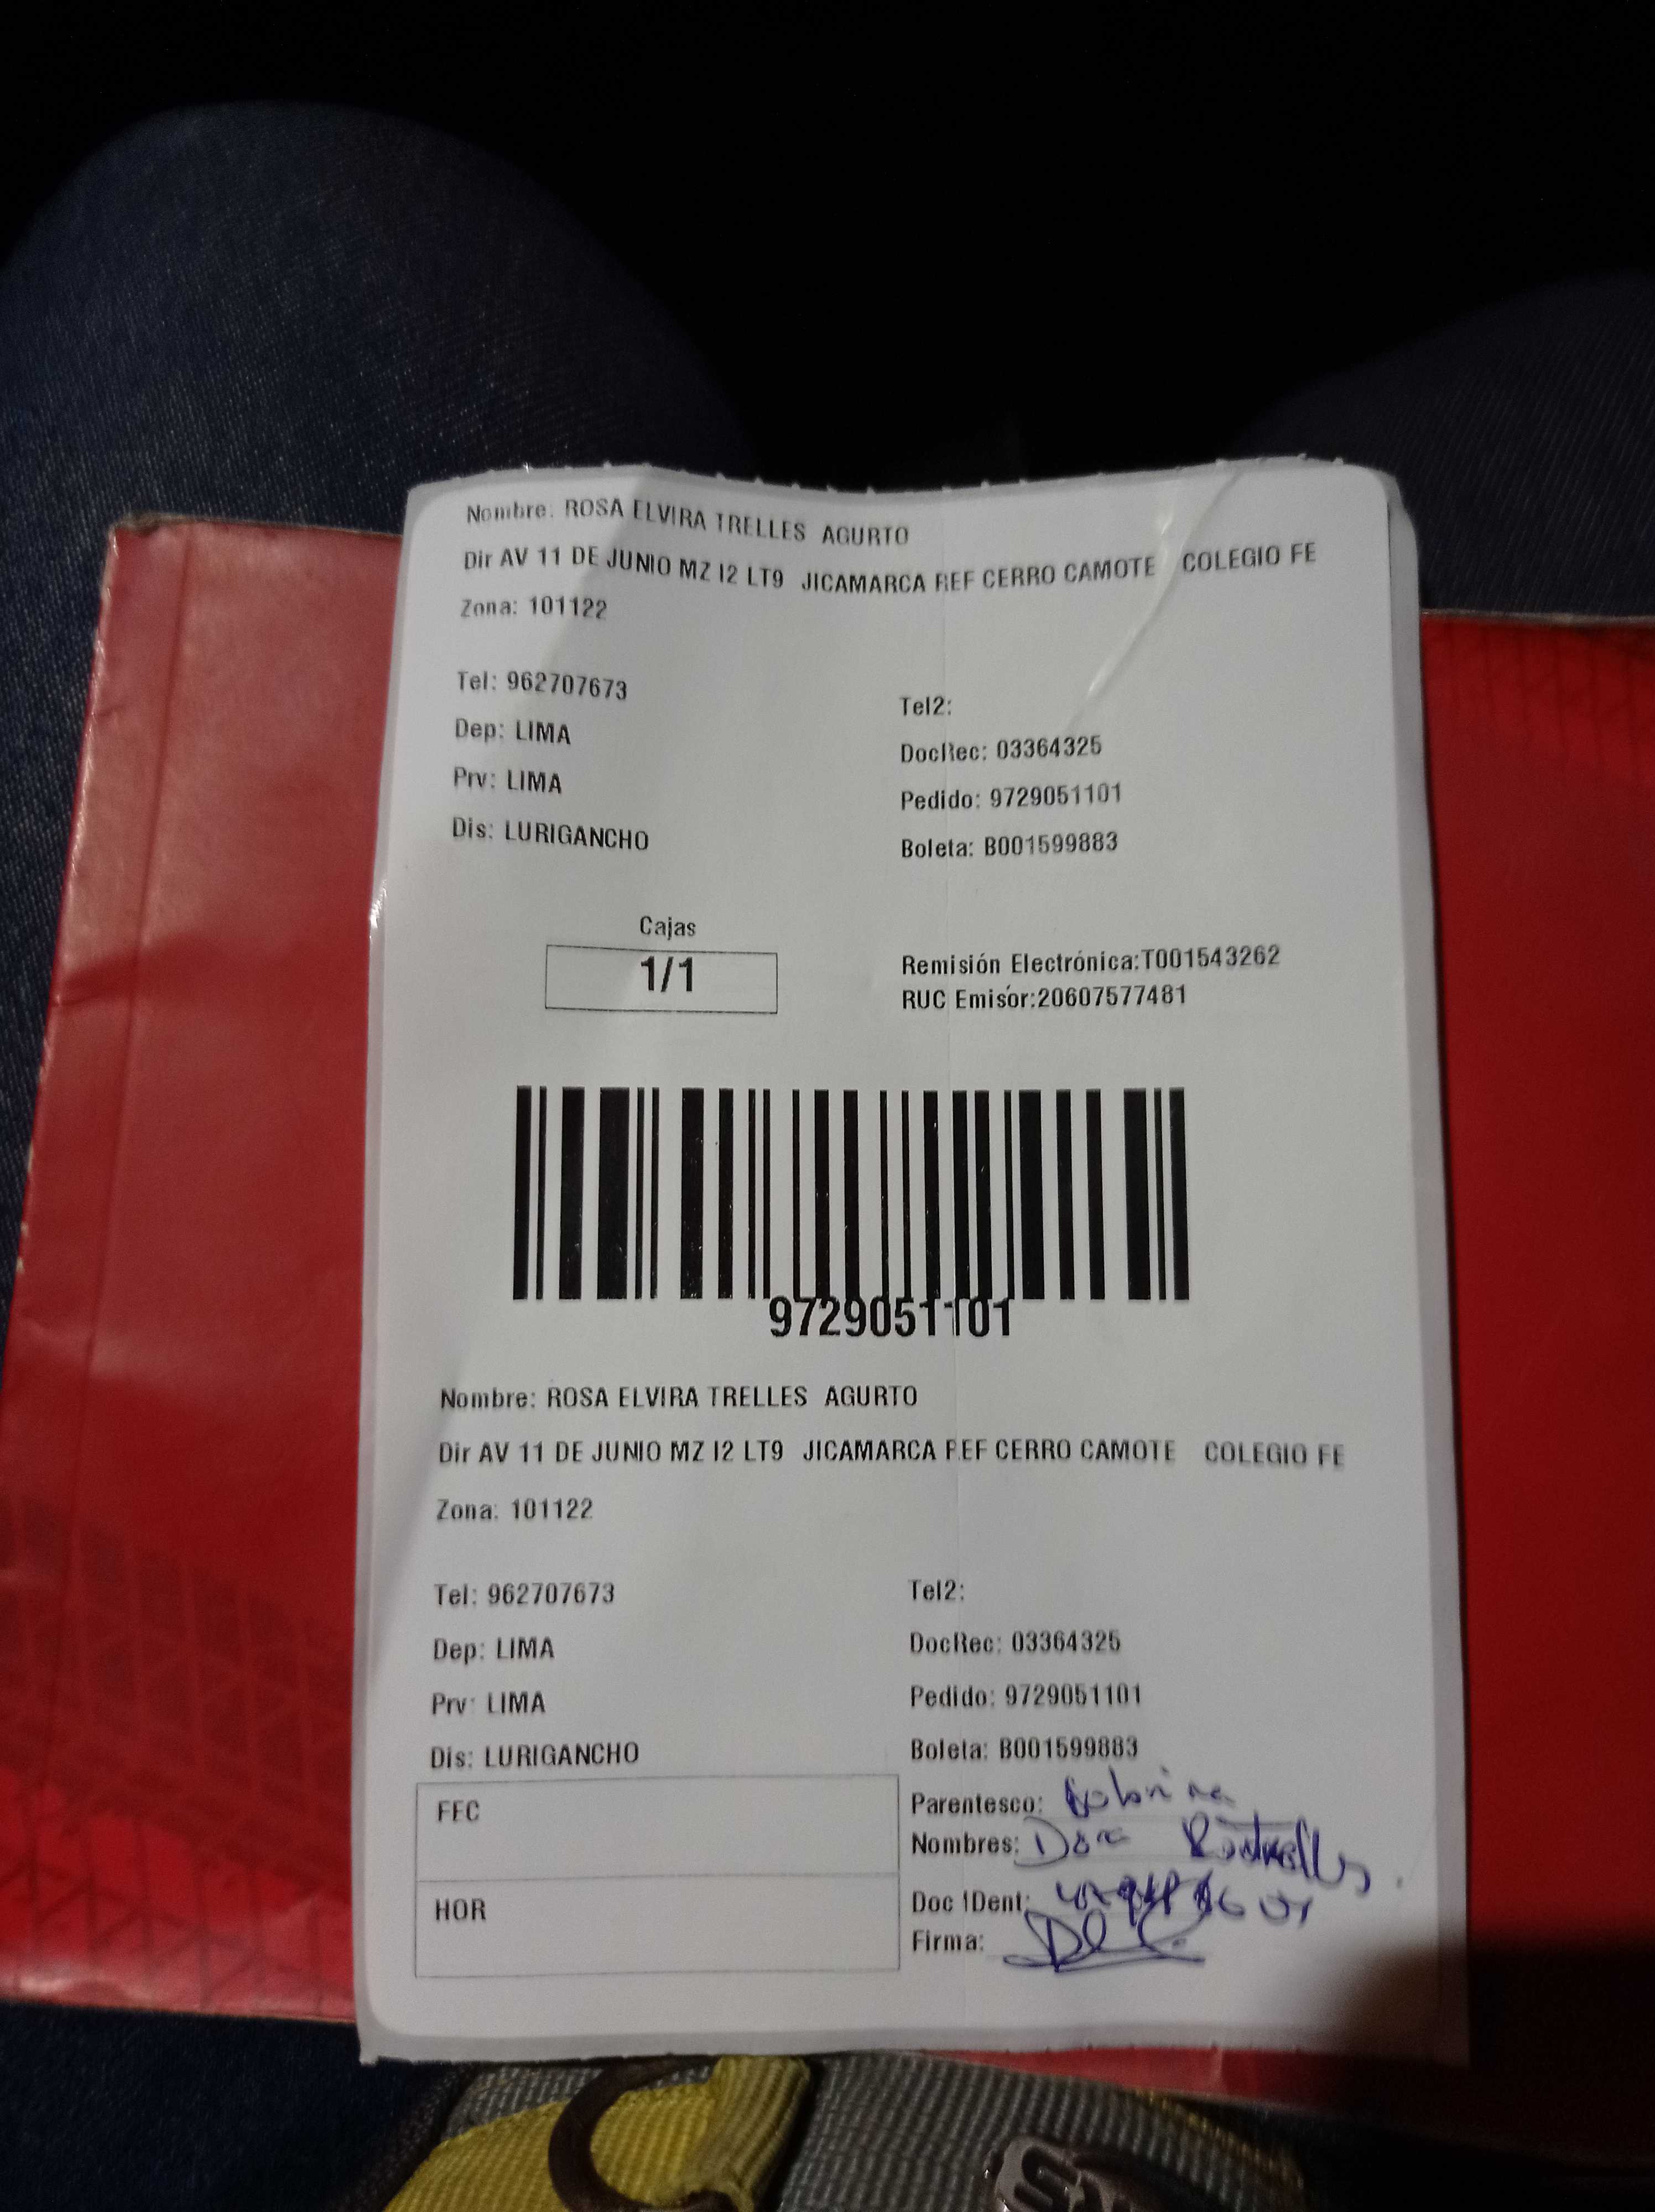 Nombre: ROSA ELVIRA TRELLES AGURTO
Dir AV 11 DE JUNIO MZ I2 LT9 JICAMARCA REF CERRO CAMOTE COLEGIO FE
Zona: 101122
Tel: 962707673
Tel2:
Dep: LIMA
DocRec: 03364325
Prv: LIMA
Pedido: 9729051101
Dis: LURIGANCHO
Boleta: B001599883
Cajas
1/1
Remisión Electrónica:T001543262
RUC Emisor:20607577481
9729051101
Nombre: ROSA ELVIRA TRELLES AGURTO
Dir AV 11 DE JUNIO MZ I2 LT9 JICAMARCA REF CERRO CAMOTE COLEGIO FE
Zona: 101122
Tel: 962707673
Tel2:
Dep: LIMA
DocRec: 03364325
Prv: LIMA
Pedido: 9729051101
Dis: LURIGANCHO
Boleta: B001599883
FEC
Parentesco:
Nombres:
HOR
Doc IDent:
Firma: